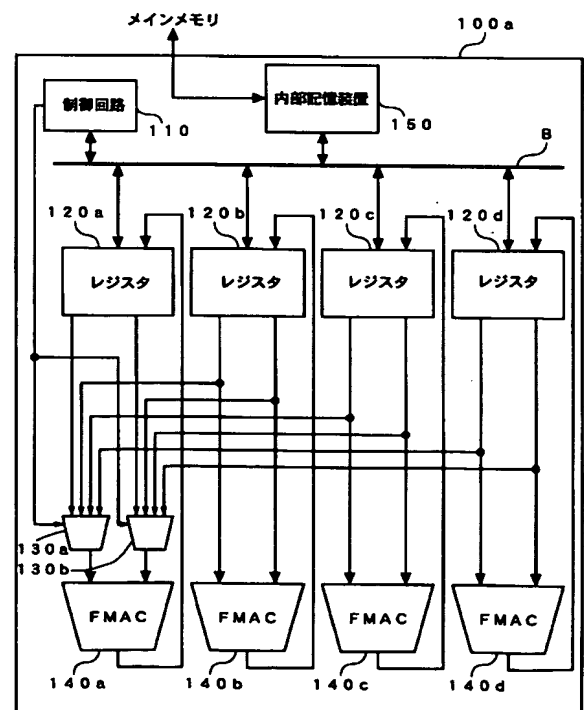 メインメモリ
100a
制御回路
110
内部記憶装置
150
B
120a
120b
120c
120d
レジスタ
レジスタ
レジスタ
レジスタ
130a
130b
FMAC
FMAC
FMAC
FMAC
140a
140b
140c
140d